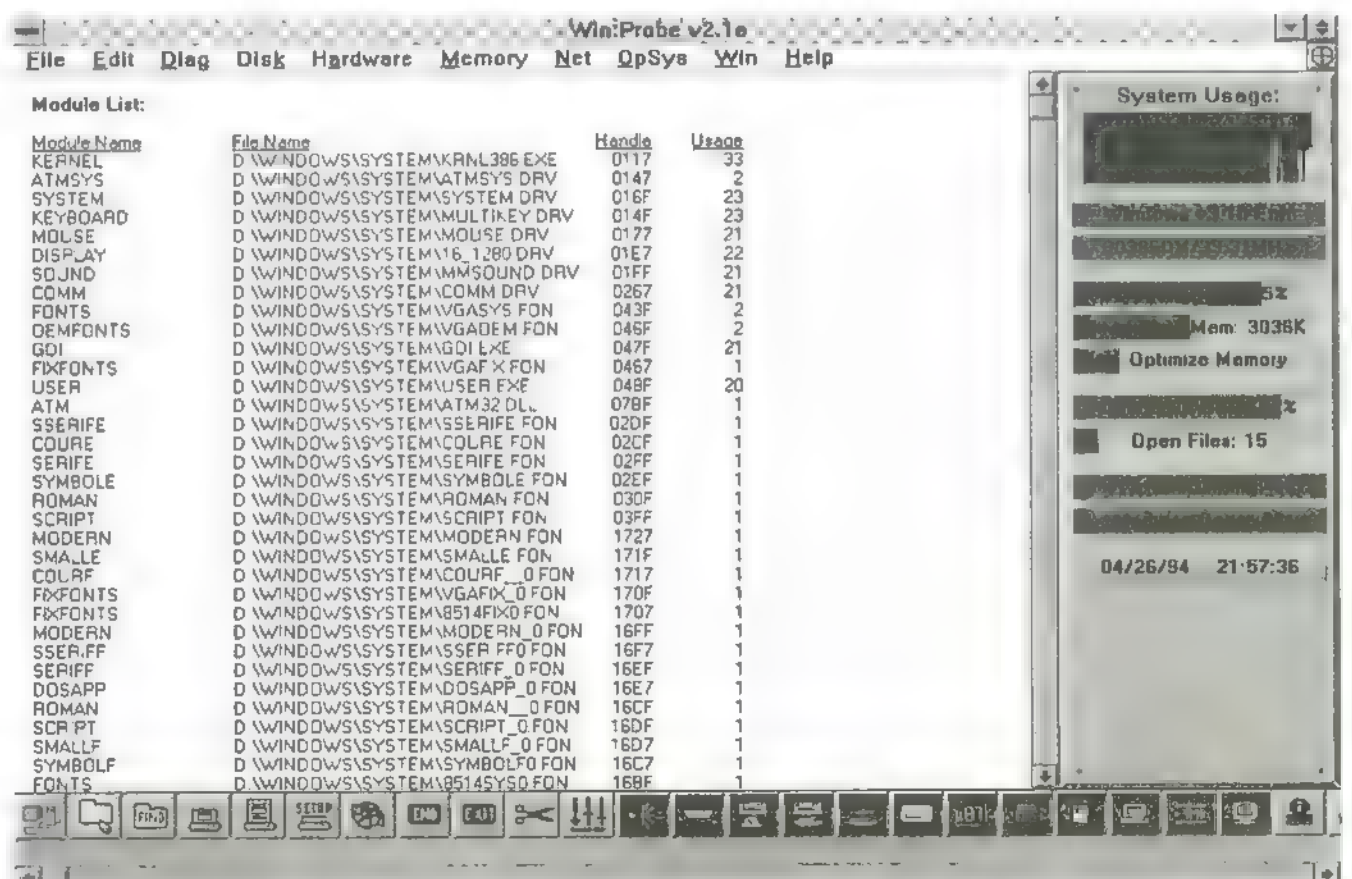 Win:Probe v2.1e
File Edit Diag Disk Hardware Memory Net OpSys Win Help
Module List:
Module Name File Name Handle Usage
KERNEL D \WINDOWS\SYSTEM\KRNL386 EXE 0117 33
ATMSYS D \WINDOWS\SYSTEM\ATMSYS DRV 0147 2
SYSTEM D \WINDOWS\SYSTEM\SYSTEM DRV 016F 23
KEYBOARD D \WINDOWS\SYSTEM\MULTIKEY DRV 014F 23
MOUSE D \WINDOWS\SYSTEM\MOUSE DRV 0177 21
DISPLAY D \WINDOWS\SYSTEM\16_1280 DRV 01E7 22
SOUND D \WINDOWS\SYSTEM\MMSOUND DRV 01FF 21
COMM D \WINDOWS\SYSTEM\COMM DRV 0267 21
FONTS D \WINDOWS\SYSTEM\VGASYS FON 043F 2
OEMFONTS D \WINDOWS\SYSTEM\VGAOEM FON 046F 2
GDI D \WINDOWS\SYSTEM\GDI EXE 047F 21
FIXFONTS D \WINDOWS\SYSTEM\VGAFIX FON 0467 1
USER D \WINDOWS\SYSTEM\USER EXE 048F 20
ATM D \WINDOWS\SYSTEM\ATM32 DLL 078F 1
SSERIFE D \WINDOWS\SYSTEM\SSERIFE FON 02DF 1
COURE D \WINDOWS\SYSTEM\COURE FON 02CF 1
SERIFE D \WINDOWS\SYSTEM\SERIFE FON 02FF 1
SYMBOLE D \WINDOWS\SYSTEM\SYMBOLE FON 02EF 1
ROMAN D \WINDOWS\SYSTEM\ROMAN FON 030F 1
SCRIPT D \WINDOWS\SYSTEM\SCRIPT FON 03FF 1
MODERN D \WINDOWS\SYSTEM\MODERN FON 1727 1
SMALLE D \WINDOWS\SYSTEM\SMALLE FON 171F 1
COURF D \WINDOWS\SYSTEM\COURF__0 FON 1717 1
FIXFONTS D \WINDOWS\SYSTEM\VGAFIX_0 FON 170F 1
FIXFONTS D \WINDOWS\SYSTEM\8514FIX0 FON 1707 1
MODERN D \WINDOWS\SYSTEM\MODERN_0 FON 16FF 1
SSERIFF D \WINDOWS\SYSTEM\SSERIFF0 FON 16F7 1
SERIFF D \WINDOWS\SYSTEM\SERIFF_0 FON 16EF 1
DOSAPP D \WINDOWS\SYSTEM\DOSAPP_0 FON 16E7 1
ROMAN D \WINDOWS\SYSTEM\ROMAN__0 FON 16CF 1
SCRIPT D \WINDOWS\SYSTEM\SCRIPT_0 FON 16DF 1
SMALLF D \WINDOWS\SYSTEM\SMALLF_0 FON 16D7 1
SYMBOLF D \WINDOWS\SYSTEM\SYMBOLF0 FON 16C7 1
FONTS D:\WINDOWS\SYSTEM\8514SYS0 FON 16BF 1
System Usage:
5%
Mem: 3036K
Optimize Memory
%
Open Files: 15
04/26/94 21:57:36
FIND SETUP END EXIT